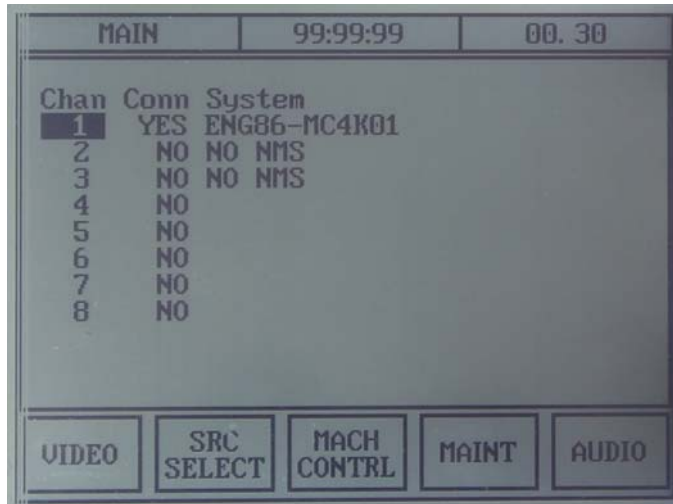 MAIN 99:99:99 00. 30
Chan Conn System
1 YES ENG86-MC4K01
2 NO NO NMS
3 NO NO NMS
4 NO
5 NO
6 NO
7 NO
8 NO
VIDEO SRC SELECT MACH CONTRL MAINT AUDIO